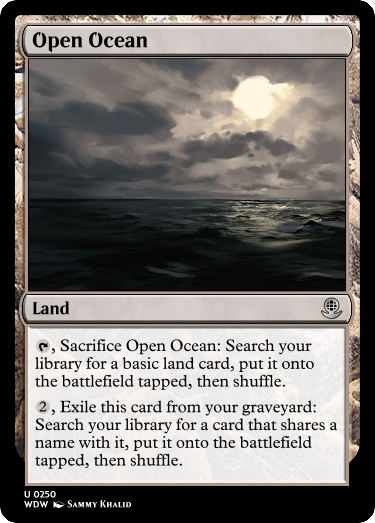 Open Ocean
Land
, Sacrifice Open Ocean: Search your
library for a basic land card, put it onto
the battlefield tapped, then shuffle.
2, Exile this card from your graveyard:
Search your library for a card that shares a
name with it, put it onto the battlefield
tapped, then shuffle.
U 0250
WDW Sammy Khalid